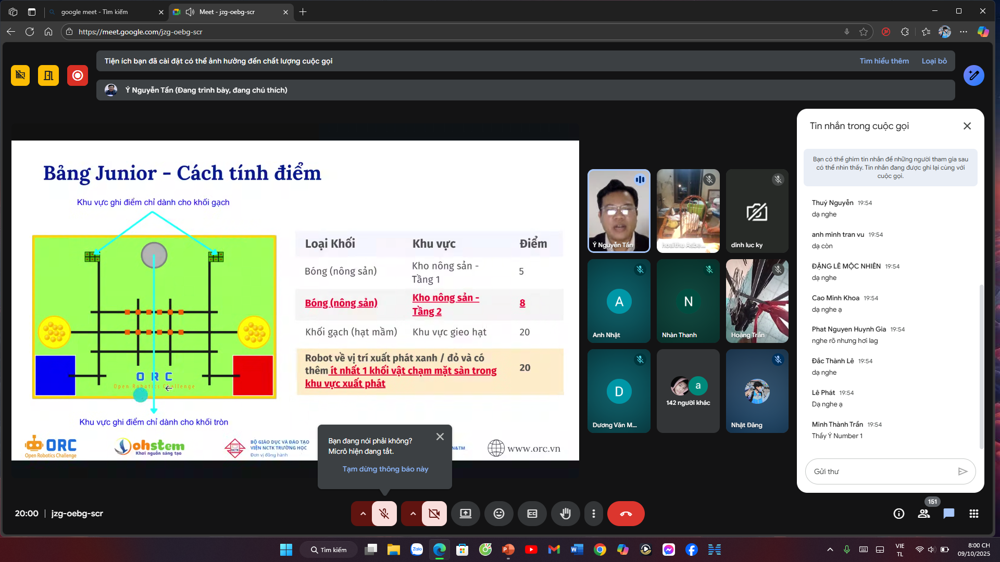 google meet - Tìm kiếm
Meet - jzg-oebg-scr
https://meet.google.com/jzg-oebg-scr
Tiện ích bạn đã cài đặt có thể ảnh hưởng đến chất lượng cuộc gọi
Tìm hiểu thêm
Loại bỏ
Ý Nguyễn Tấn (Đang trình bày, đang chú thích)
Bảng Junior - Cách tính điểm
Khu vực ghi điểm chỉ dành cho khối gạch
O R C
Open Robotics Challenge
Khu vực ghi điểm chỉ dành cho khối tròn
Loại Khối Khu vực Điểm
Bóng (nông sản) Kho nông sản - Tầng 1 5
Bóng (nông sản) Kho nông sản - Tầng 2 8
Khối gạch (hạt mầm) Khu vực gieo hạt 20
Robot về vị trí xuất phát xanh / đỏ và có
thêm ít nhất 1 khối vật chạm mặt sàn trong
khu vực xuất phát
20
ORC
Open Robotics Challenge
ohstem
Khơi nguồn sáng tạo
NCTK
BỘ GIÁO DỤC VÀ ĐÀO TẠO
VIỆN NCTK TRƯỜNG HỌC
Đơn vị đồng hành
N&TM
www.orc.vn
Bạn đang nói phải không?
Micrô hiện đang tắt.
Tạm dừng thông báo này
Ý Nguyễn Tấn
hoaithu Asbe...
dinh luc ky
A
Anh Nhật
N
Nhàn Thanh
Hoàng Trần
D
Dương Văn M...
a
142 người khác
Nhật Đăng
Tin nhắn trong cuộc gọi
Bạn có thể ghim tin nhắn để những người tham gia sau
có thể nhìn thấy. Tin nhắn đang được ghi lại cùng với
cuộc gọi.
Thuý Nguyễn 19:54
dạ nghe
anh minh tran vu 19:54
dạ còn
ĐẶNG LÊ MỘC NHIÊN 19:54
dạ nghe
Cao Minh Khoa 19:54
dạ nghe ạ
Phat Nguyen Huynh Gia 19:54
nghe rõ nhưng hơi lag
Đắc Thành Lê 19:54
dạ nghe
Lê Phát 19:54
Dạ nghe ạ
Minh Thành Trần 19:54
Thầy Ý Number 1
Gửi thư
20:00 | jzg-oebg-scr
151
Tìm kiếm
Zalo
VIE
TL
8:00 CH
09/10/2025